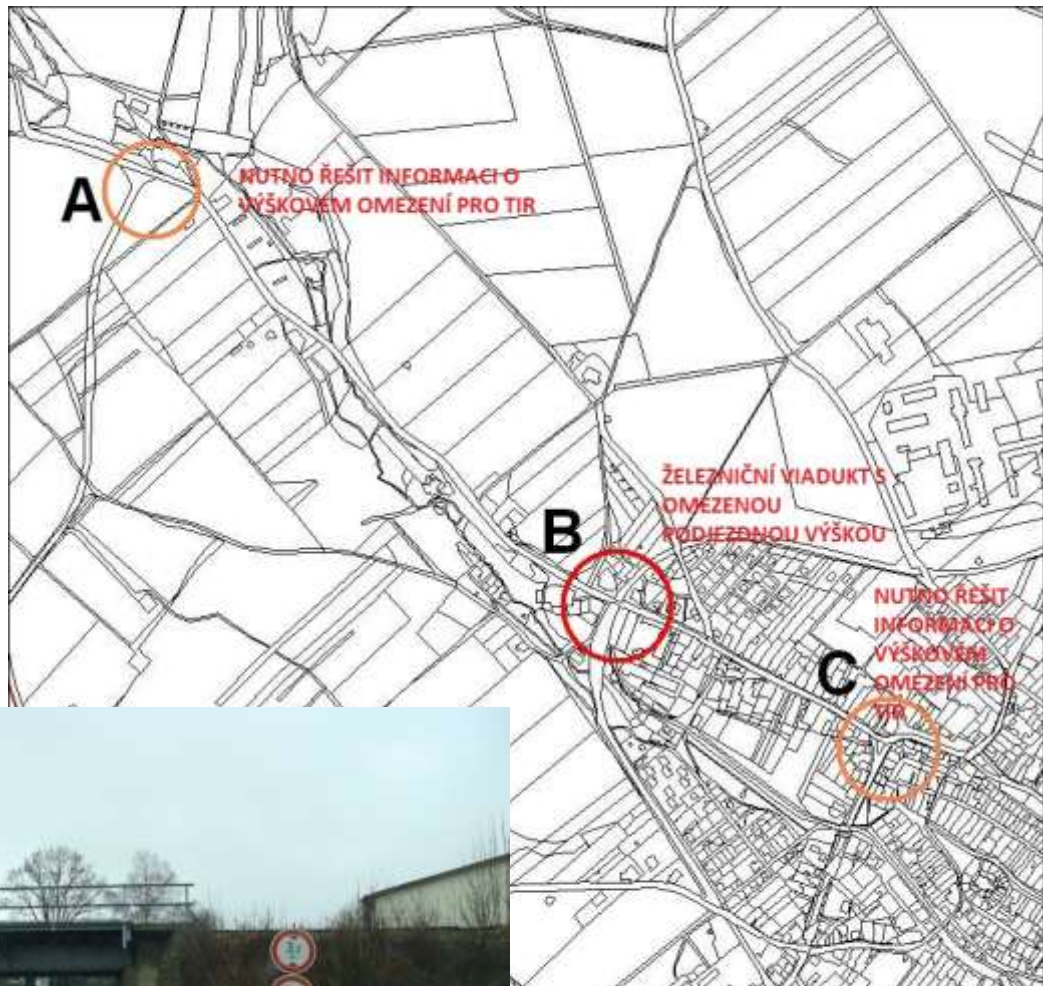 A
NUTNO ŘEŠIT INFORMACI O
VÝŠKOVÉM OMEZENÍ PRO TIR
B
ŽELEZNIČNÍ VIADUKT S
OMEZENOU
PODJEZDNOU VÝŠKOU
C
NUTNO ŘEŠIT
INFORMACI O
VÝŠKOVÉM
OMEZENÍ PRO
TIR